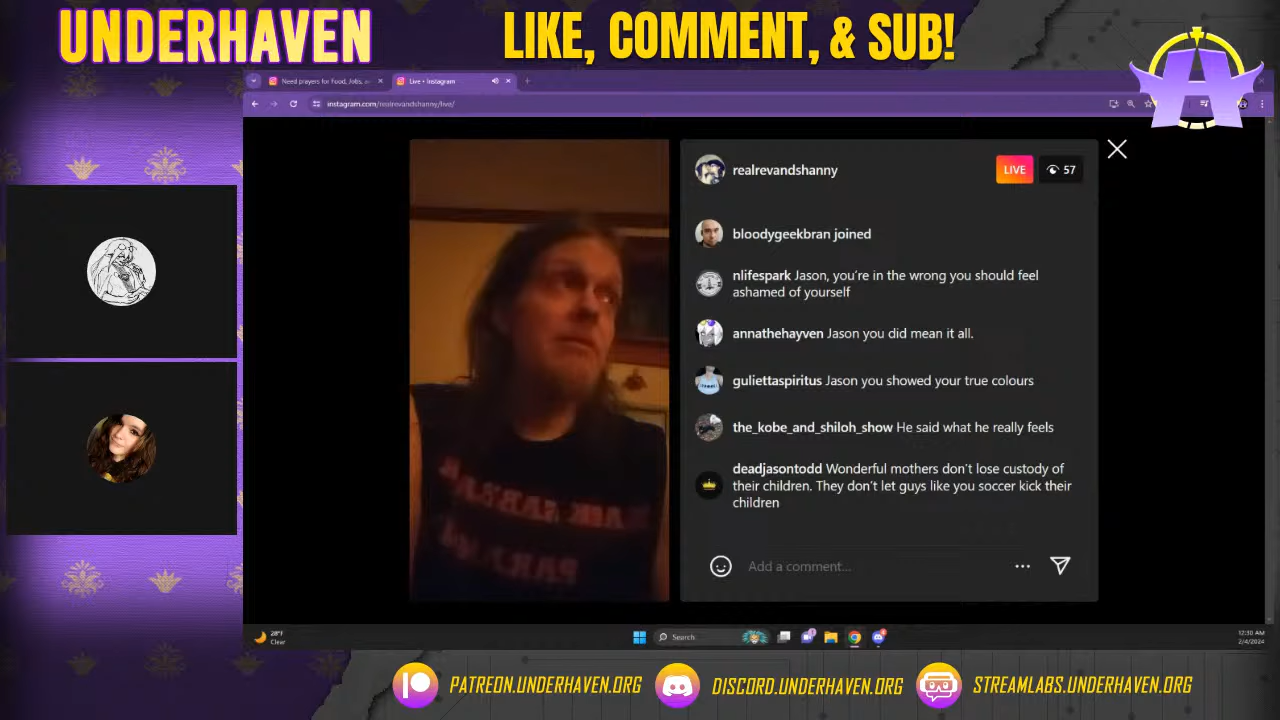 UNDERHAVEN
LIKE, COMMENT, & SUB!
Need prayers for Food, Jobs, a
Live • Instagram
instagram.com/realrevandshanny/live/
realrevandshanny
LIVE
57
bloodygeekbran joined
nlifespark Jason, you're in the wrong you should feel
ashamed of yourself
annathehayven Jason you did mean it all.
guliettaspiritus Jason you showed your true colours
the_kobe_and_shiloh_show He said what he really feels
deadjasontodd Wonderful mothers don't lose custody of
their children. They don't let guys like you soccer kick their
children
Add a comment...
28°F
Clear
Search
12:30 AM
2/4/2024
PATREON.UNDERHAVEN.ORG
DISCORD.UNDERHAVEN.ORG
STREAMLABS.UNDERHAVEN.ORG